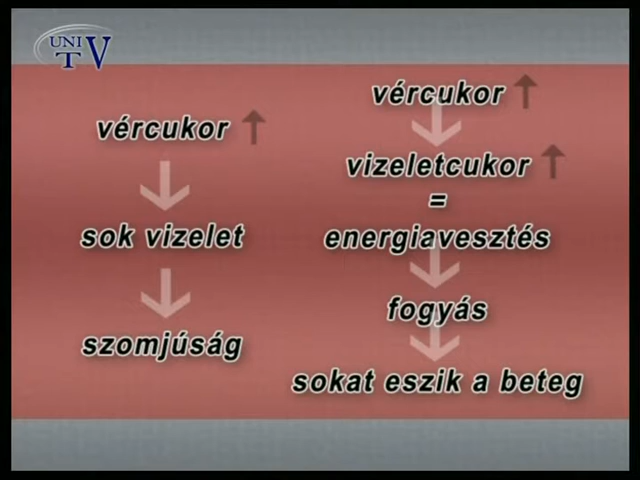 UNI
TV
vércukor ↑
sok vizelet
szomjúság
vércukor ↑
vizeletcukor ↑
=
energiavesztés
fogyás
sokat eszik a beteg